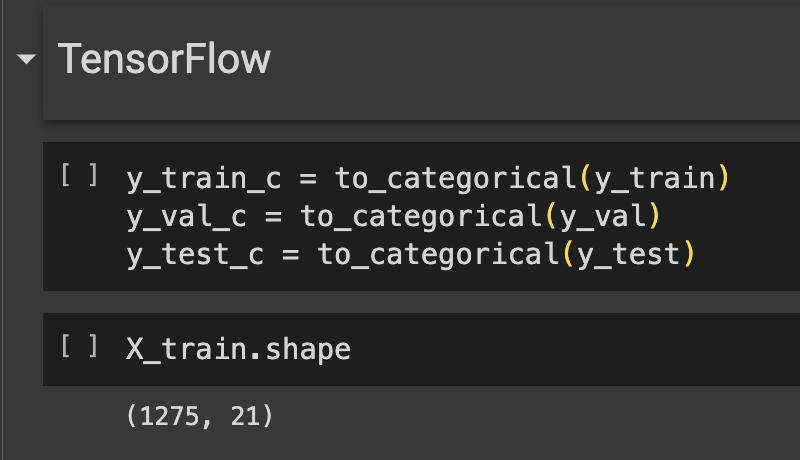 TensorFlow
[ ] y_train_c = to_categorical(y_train)
y_val_c = to_categorical(y_val)
y_test_c = to_categorical(y_test)
[ ] X_train.shape
(1275, 21)